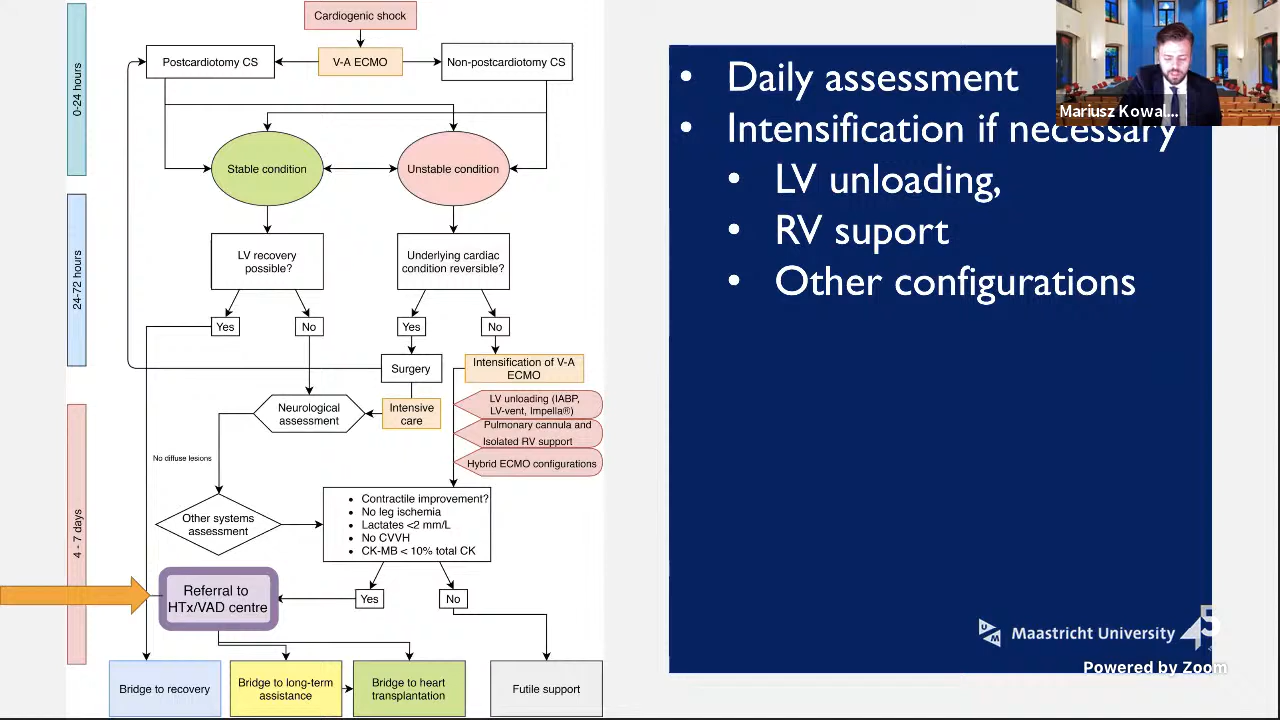 Cardiogenic shock
0-24 hours
Postcardiotomy CS
V-A ECMO
Non-postcardiotomy CS
Stable condition
Unstable condition
24-72 hours
LV recovery
possible?
Underlying cardiac
condition reversible?
Yes
No
Yes
No
Surgery
Intensification of V-A
ECMO
Neurological
assessment
Intensive
care
LV unloading (IABP,
LV-vent, Impella®)
Pulmonary cannula and
Isolated RV support
Hybrid ECMO configurations
No diffuse lesions
4 - 7 days
Other systems
assessment
• Contractile improvement?
• No leg ischemia
• Lactates <2 mm/L
• No CVVH
• CK-MB < 10% total CK
Referral to
HTx/VAD centre
Yes
No
Bridge to recovery
Bridge to long-term
assistance
Bridge to heart
transplantation
Futile support
• Daily assessment
• Intensification if necessary
• LV unloading,
• RV suport
• Other configurations
Mariusz Kowal...
UM
Maastricht University
45
Powered by Zoom